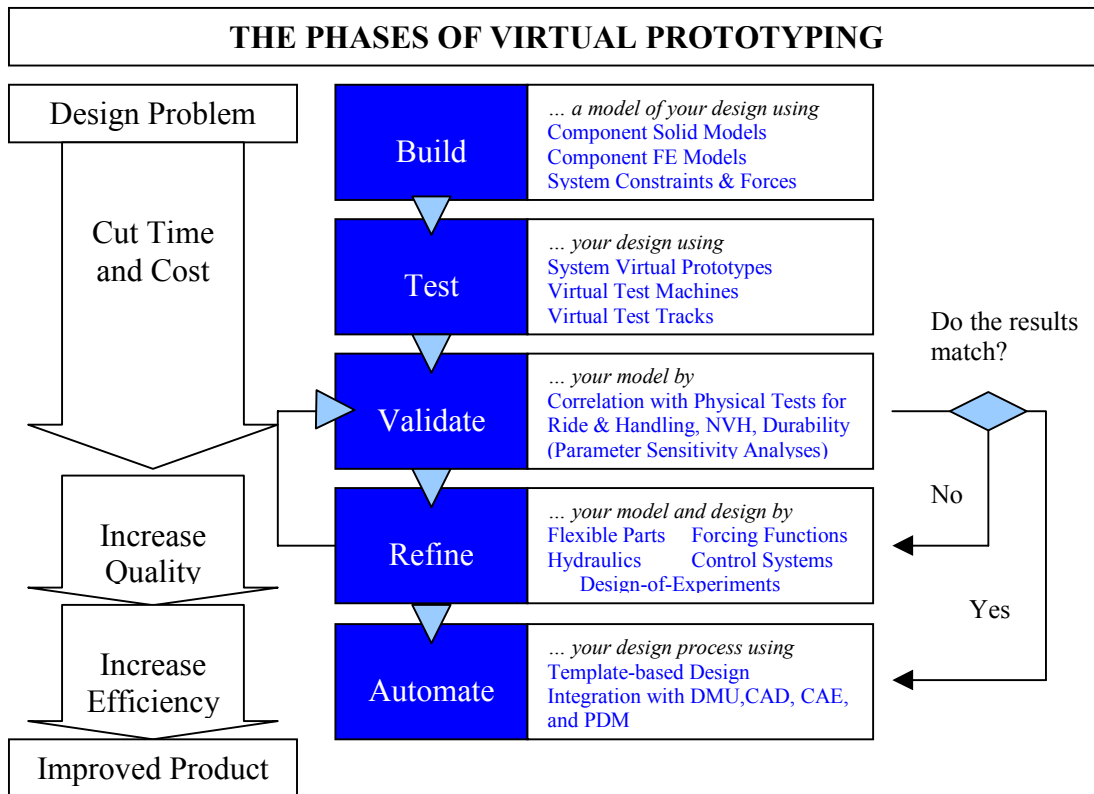 THE PHASES OF VIRTUAL PROTOTYPING
Design Problem
Cut Time
and Cost
Increase
Quality
Increase
Efficiency
Improved Product
Build
... a model of your design using
Component Solid Models
Component FE Models
System Constraints & Forces
Test
... your design using
System Virtual Prototypes
Virtual Test Machines
Virtual Test Tracks
Validate
... your model by
Correlation with Physical Tests for
Ride & Handling, NVH, Durability
(Parameter Sensitivity Analyses)
Refine
... your model and design by
Flexible Parts Forcing Functions
Hydraulics Control Systems
Design-of-Experiments
Automate
... your design process using
Template-based Design
Integration with DMU,CAD, CAE,
and PDM
Do the results
match?
No
Yes